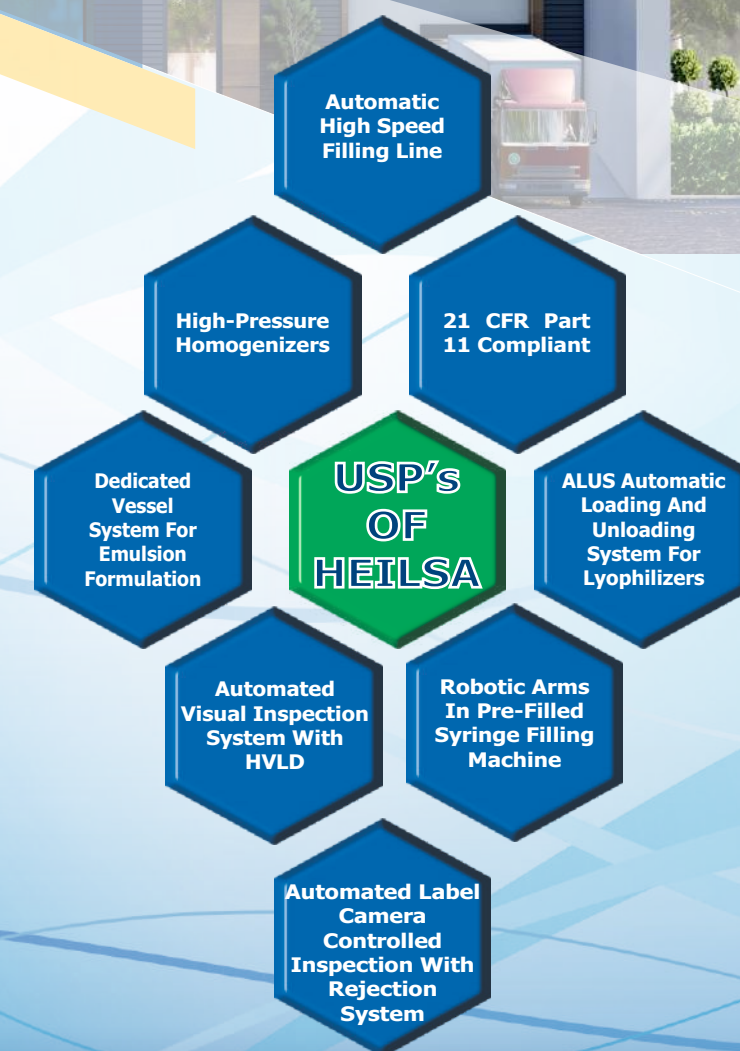 Automatic
High Speed
Filling Line
High-Pressure
Homogenizers
21 CFR Part
11 Compliant
Dedicated
Vessel
System For
Emulsion
Formulation
USP's
OF
HEILSA
ALUS Automatic
Loading And
Unloading
System For
Lyophilizers
Automated
Visual Inspection
System With
HVLD
Robotic Arms
In Pre-Filled
Syringe Filling
Machine
Automated Label
Camera
Controlled
Inspection With
Rejection
System